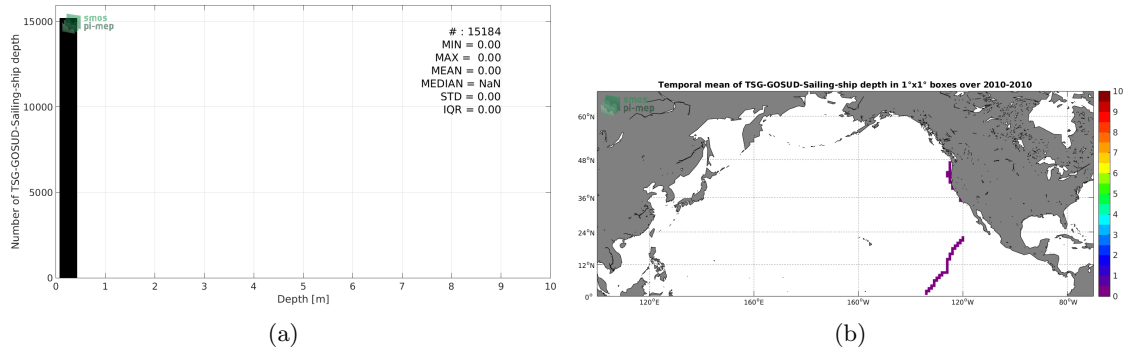 smos
pi-mep
15000
10000
5000
0
Number of TSG-GOSUD-Sailing-ship depth
# : 15184
MIN = 0.00
MAX = 0.00
MEAN = 0.00
MEDIAN = NaN
STD = 0.00
IQR = 0.00
0 1 2 3 4 5 6 7 8 9 10
Depth [m]
(a)
Temporal mean of TSG-GOSUD-Sailing-ship depth in 1°x1° boxes over 2010-2010
smos
pi-mep
60°N
48°N
36°N
24°N
12°N
0°
120°E 160°E 160°W 120°W 80°W
10
9
8
7
6
5
4
3
2
1
0
(b)